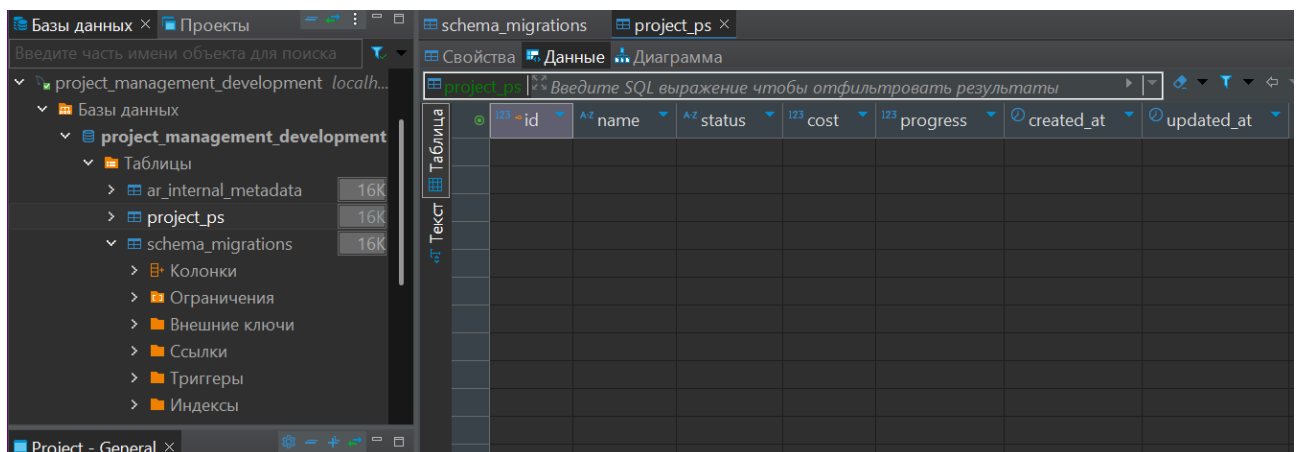 Базы данных
Проекты
Введите часть имени объекта для поиска
project_management_development localh...
Базы данных
project_management_development
Таблицы
ar_internal_metadata 16K
project_ps 16K
schema_migrations 16K
Колонки
Ограничения
Внешние ключи
Ссылки
Триггеры
Индексы
Project - General
schema_migrations
project_ps
Свойства
Данные
Диаграмма
project_ps
Введите SQL выражение чтобы отфильтровать результаты
Таблица
Текст
123 id
A-Z name
A-Z status
123 cost
123 progress
created_at
updated_at